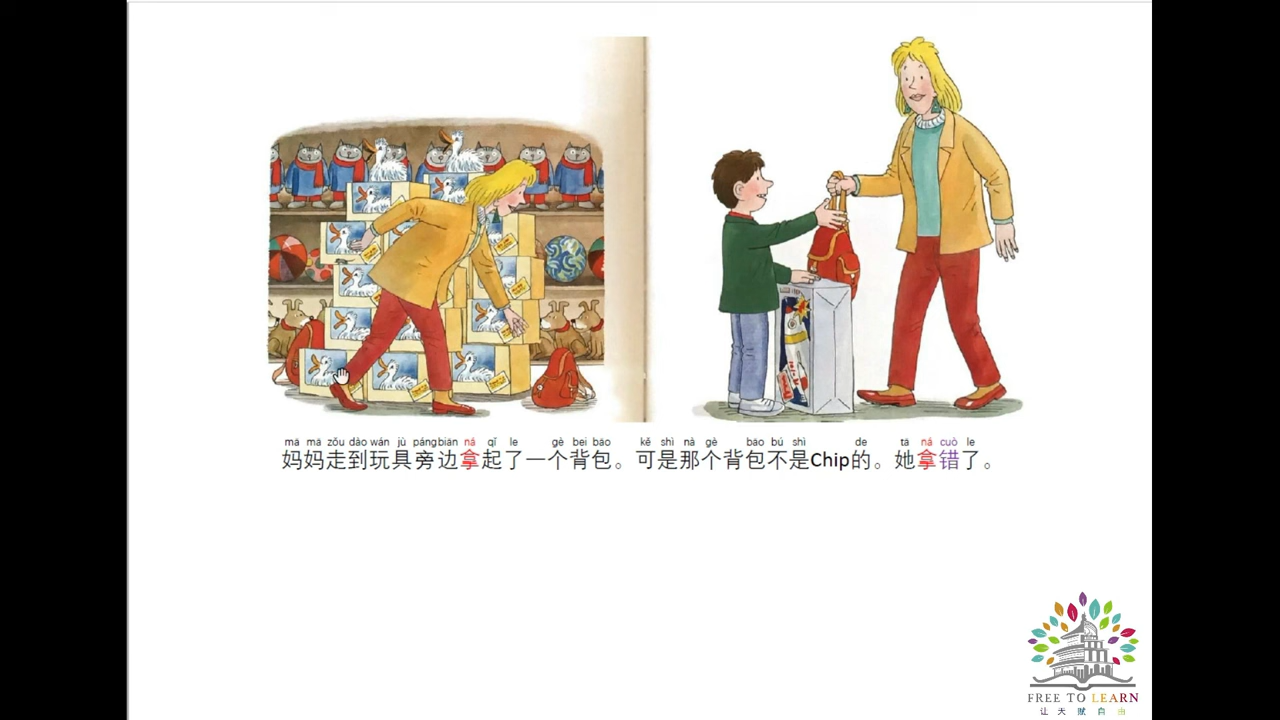 mā mā zǒu dào wán jù pángbiān ná qǐ le gè bēi bāo kě shì nà gè bāo bú shì de tā ná cuò le
妈妈走到玩具旁边拿起了一个背包。可是那个背包不是Chip的。她拿错了。
FREE TO LEARN
让天赋自由